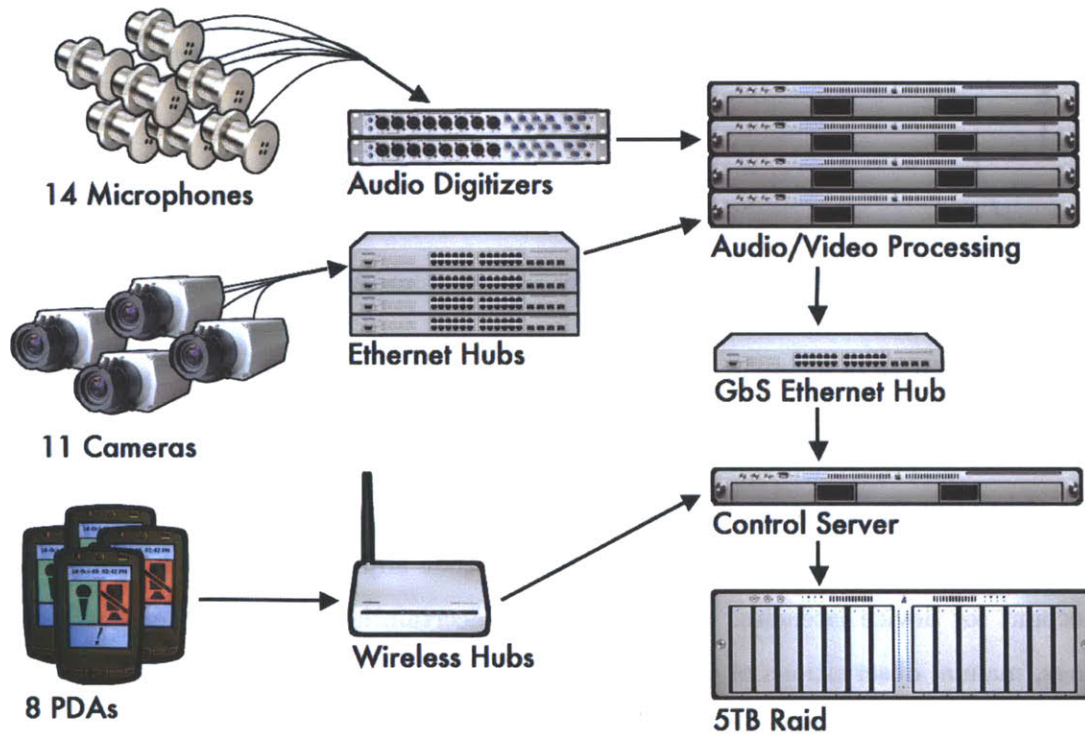 14 Microphones
Audio Digitizers
Audio/Video Processing
Ethernet Hubs
GbS Ethernet Hub
11 Cameras
Control Server
Wireless Hubs
8 PDAs
5TB Raid